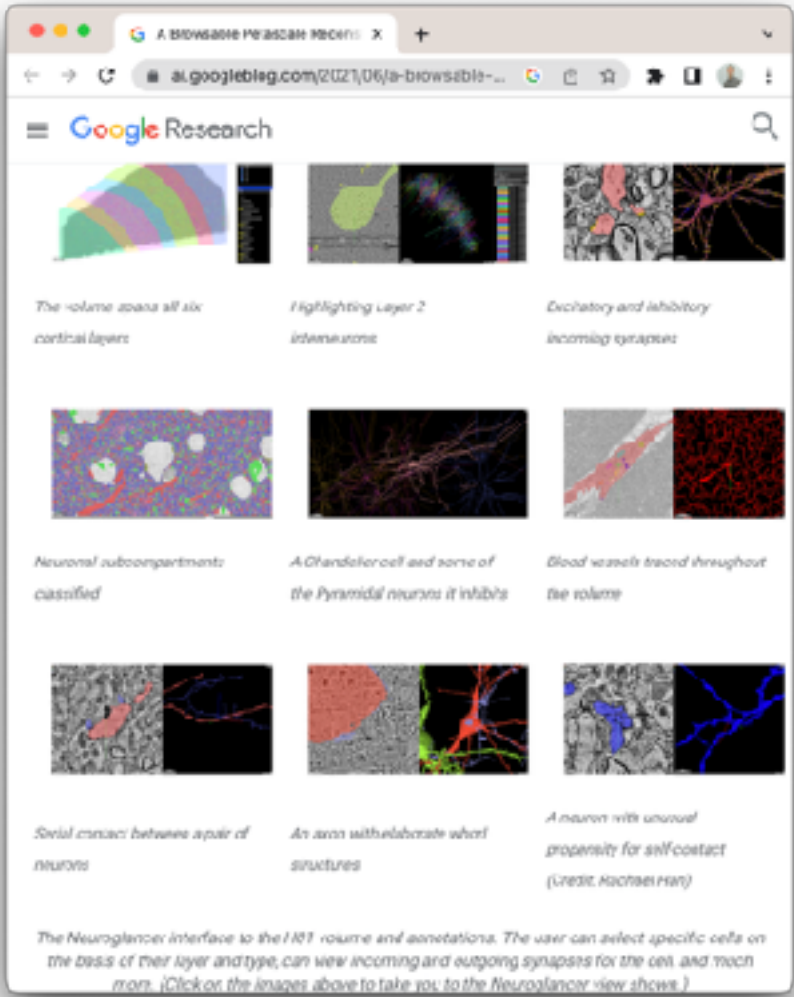 A Browsable Petascale Recons
ai.googleblog.com/2021/06/a-browsable-...
Google Research
The volume spans all six
cortical layers
Highlighting Layer 2
interneurons
Excitatory and inhibitory
incoming synapses
Neuronal subcompartments
classified
A Chandelier cell and some of
the Pyramidal neurons it inhibits
Blood vessels traced throughout
the volume
Serial contact between a pair of
neurons
An axon with elaborate whorl
structures
A neuron with unusual
propensity for self-contact
(Credit: Rachael Han)
The Neuroglancer interface to the H01 volume and annotations. The user can select specific cells on
the basis of their layer and type, can view incoming and outgoing synapses for the cell, and much
more. (Click on the images above to take you to the Neuroglancer view shown.)